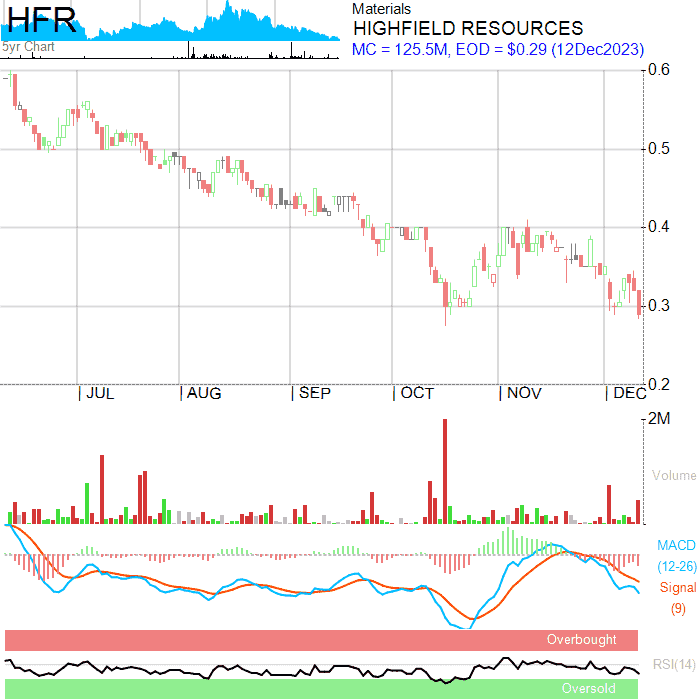 HFR
5yr Chart
Materials
HIGHFIELD RESOURCES
MC = 125.5M, EOD = $0.29 (12Dec2023)
0.6
0.5
0.4
0.3
0.2
JUL
AUG
SEP
OCT
NOV
DEC
2M
Volume
MACD
(12-26)
Signal
(9)
Overbought
RSI(14)
Oversold